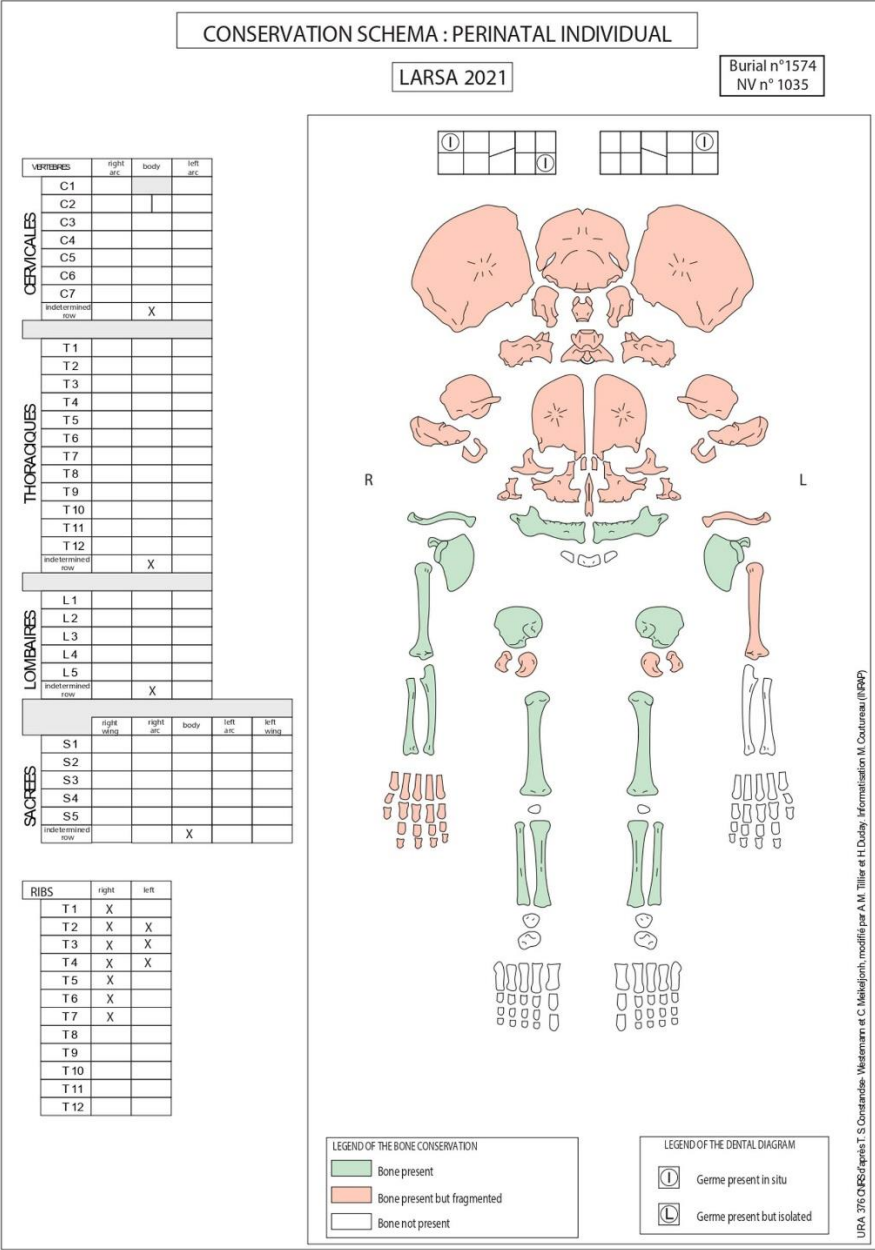 CONSERVATION SCHEMA : PERINATAL INDIVIDUAL
LARSA 2021
Burial n°1574
NV n° 1035
VERTEBRES right arc body left arc
CERVICALES
C1
C2
C3
C4
C5
C6
C7
indetermined row X
THORACIQUES
T1
T2
T3
T4
T5
T6
T7
T8
T9
T10
T11
T12
indetermined row X
LOMBAIRES
L1
L2
L3
L4
L5
indetermined row X
right wing right arc body left arc left wing
SACREES
S1
S2
S3
S4
S5
indetermined row X
RIBS right left
T1 X
T2 X X
T3 X X
T4 X X
T5 X
T6 X
T7 X
T8
T9
T10
T11
T12
I I
I
R L
LEGEND OF THE BONE CONSERVATION
Bone present
Bone present but fragmented
Bone not present
LEGEND OF THE DENTAL DIAGRAM
I Germe present in situ
L Germe present but isolated
URA 376 CNRS d'après T. S Constandse- Westermann et C. Meikeljonh, modifié par A.M. Tillier et H. Duday. Informatisation M. Coutureau (INRAP)